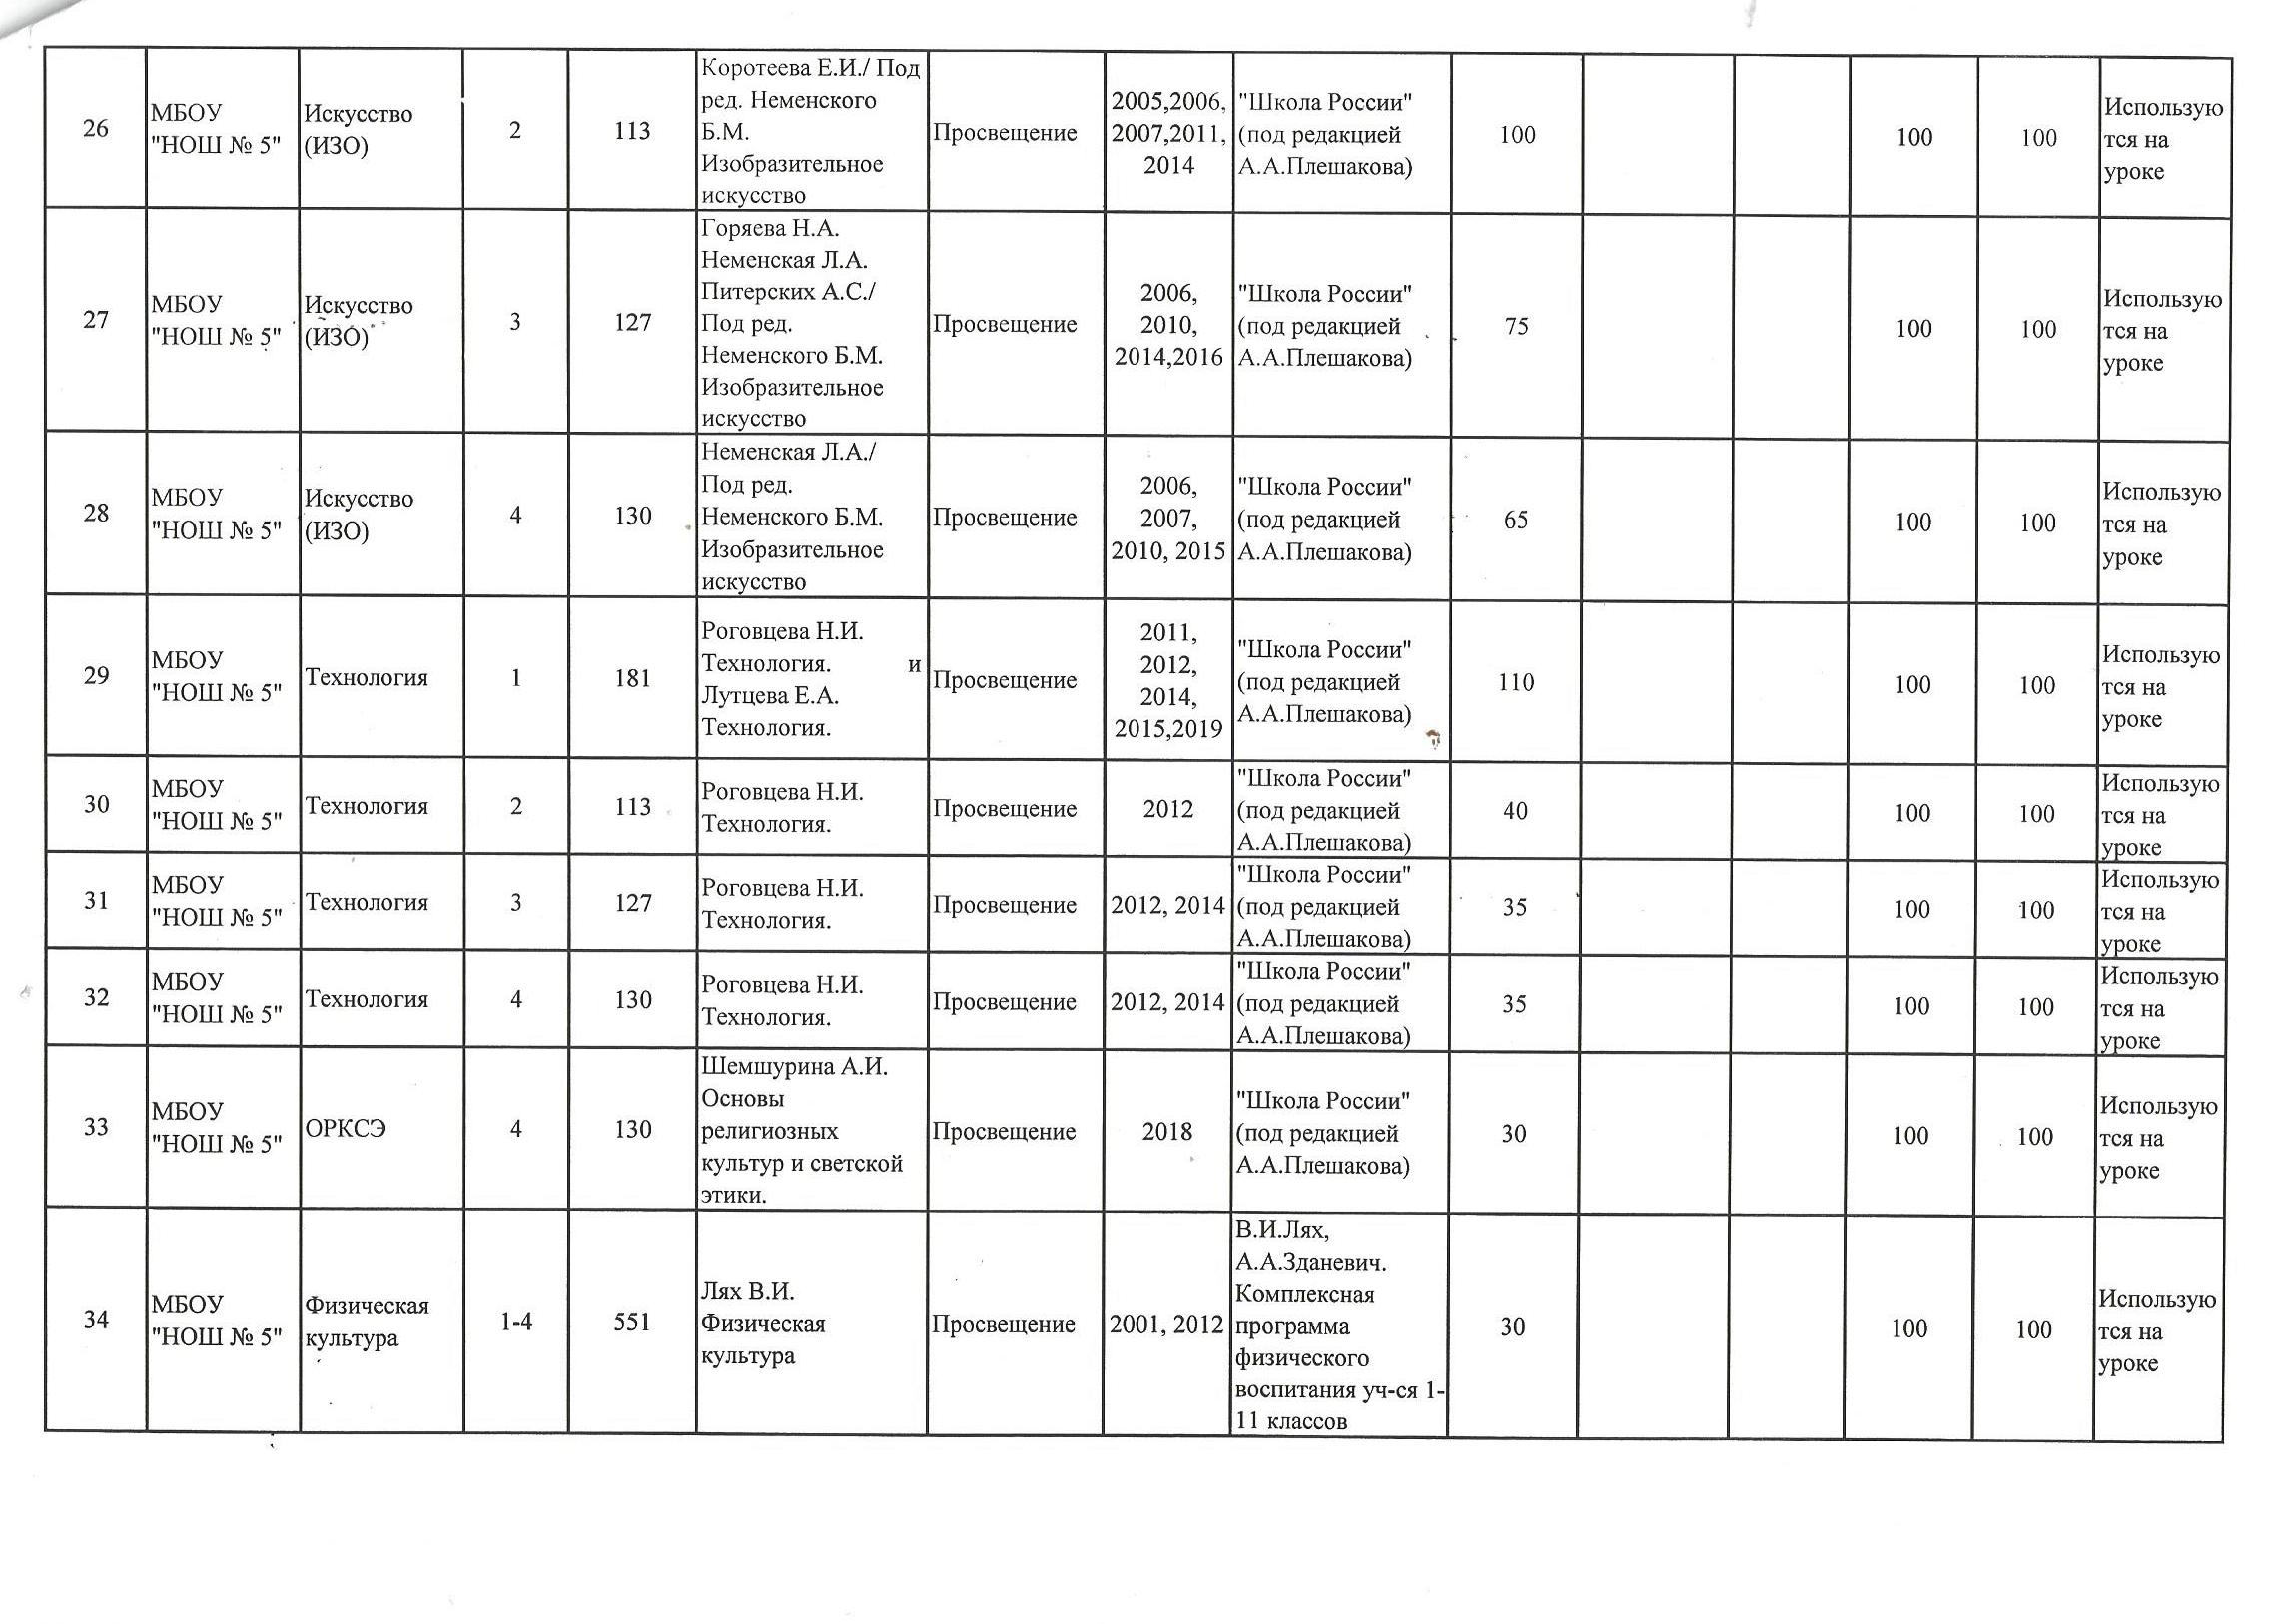 26
МБОУ
"НОШ № 5"
Искусство
(ИЗО)
2
113
Коротеева Е.И./ Под
ред. Неменского
Б.М.
Изобразительное
искусство
Просвещение
2005,2006,
2007,2011,
2014
"Школа России"
(под редакцией
А.А.Плешакова)
100
100
100
Использую
тся на
уроке
27
МБОУ
"НОШ № 5"
Искусство
(ИЗО)
3
127
Горяева Н.А.
Неменская Л.А.
Питерских А.С./
Под ред.
Неменского Б.М.
Изобразительное
искусство
Просвещение
2006,
2010,
2014,2016
"Школа России"
(под редакцией
А.А.Плешакова)
75
100
100
Использую
тся на
уроке
28
МБОУ
"НОШ № 5"
Искусство
(ИЗО)
4
130
Неменская Л.А./
Под ред.
Неменского Б.М.
Изобразительное
искусство
Просвещение
2006,
2007,
2010, 2015
"Школа России"
(под редакцией
А.А.Плешакова)
65
100
100
Использую
тся на
уроке
29
МБОУ
"НОШ № 5"
Технология
1
181
Роговцева Н.И.
Технология. и
Лутцева Е.А.
Технология.
Просвещение
2011,
2012,
2014,
2015,2019
"Школа России"
(под редакцией
А.А.Плешакова)
110
100
100
Использую
тся на
уроке
30
МБОУ
"НОШ № 5"
Технология
2
113
Роговцева Н.И.
Технология.
Просвещение
2012
"Школа России"
(под редакцией
А.А.Плешакова)
40
100
100
Использую
тся на
уроке
31
МБОУ
"НОШ № 5"
Технология
3
127
Роговцева Н.И.
Технология.
Просвещение
2012, 2014
"Школа России"
(под редакцией
А.А.Плешакова)
35
100
100
Использую
тся на
уроке
32
МБОУ
"НОШ № 5"
Технология
4
130
Роговцева Н.И.
Технология.
Просвещение
2012, 2014
"Школа России"
(под редакцией
А.А.Плешакова)
35
100
100
Использую
тся на
уроке
33
МБОУ
"НОШ № 5"
ОРКСЭ
4
130
Шемшурина А.И.
Основы
религиозных
культур и светской
этики.
Просвещение
2018
"Школа России"
(под редакцией
А.А.Плешакова)
30
100
100
Использую
тся на
уроке
34
МБОУ
"НОШ № 5"
Физическая
культура
1-4
551
Лях В.И.
Физическая
культура
Просвещение
2001, 2012
В.И.Лях,
А.А.Зданевич.
Комплексная
программа
физического
воспитания уч-ся 1-
11 классов
30
100
100
Использую
тся на
уроке